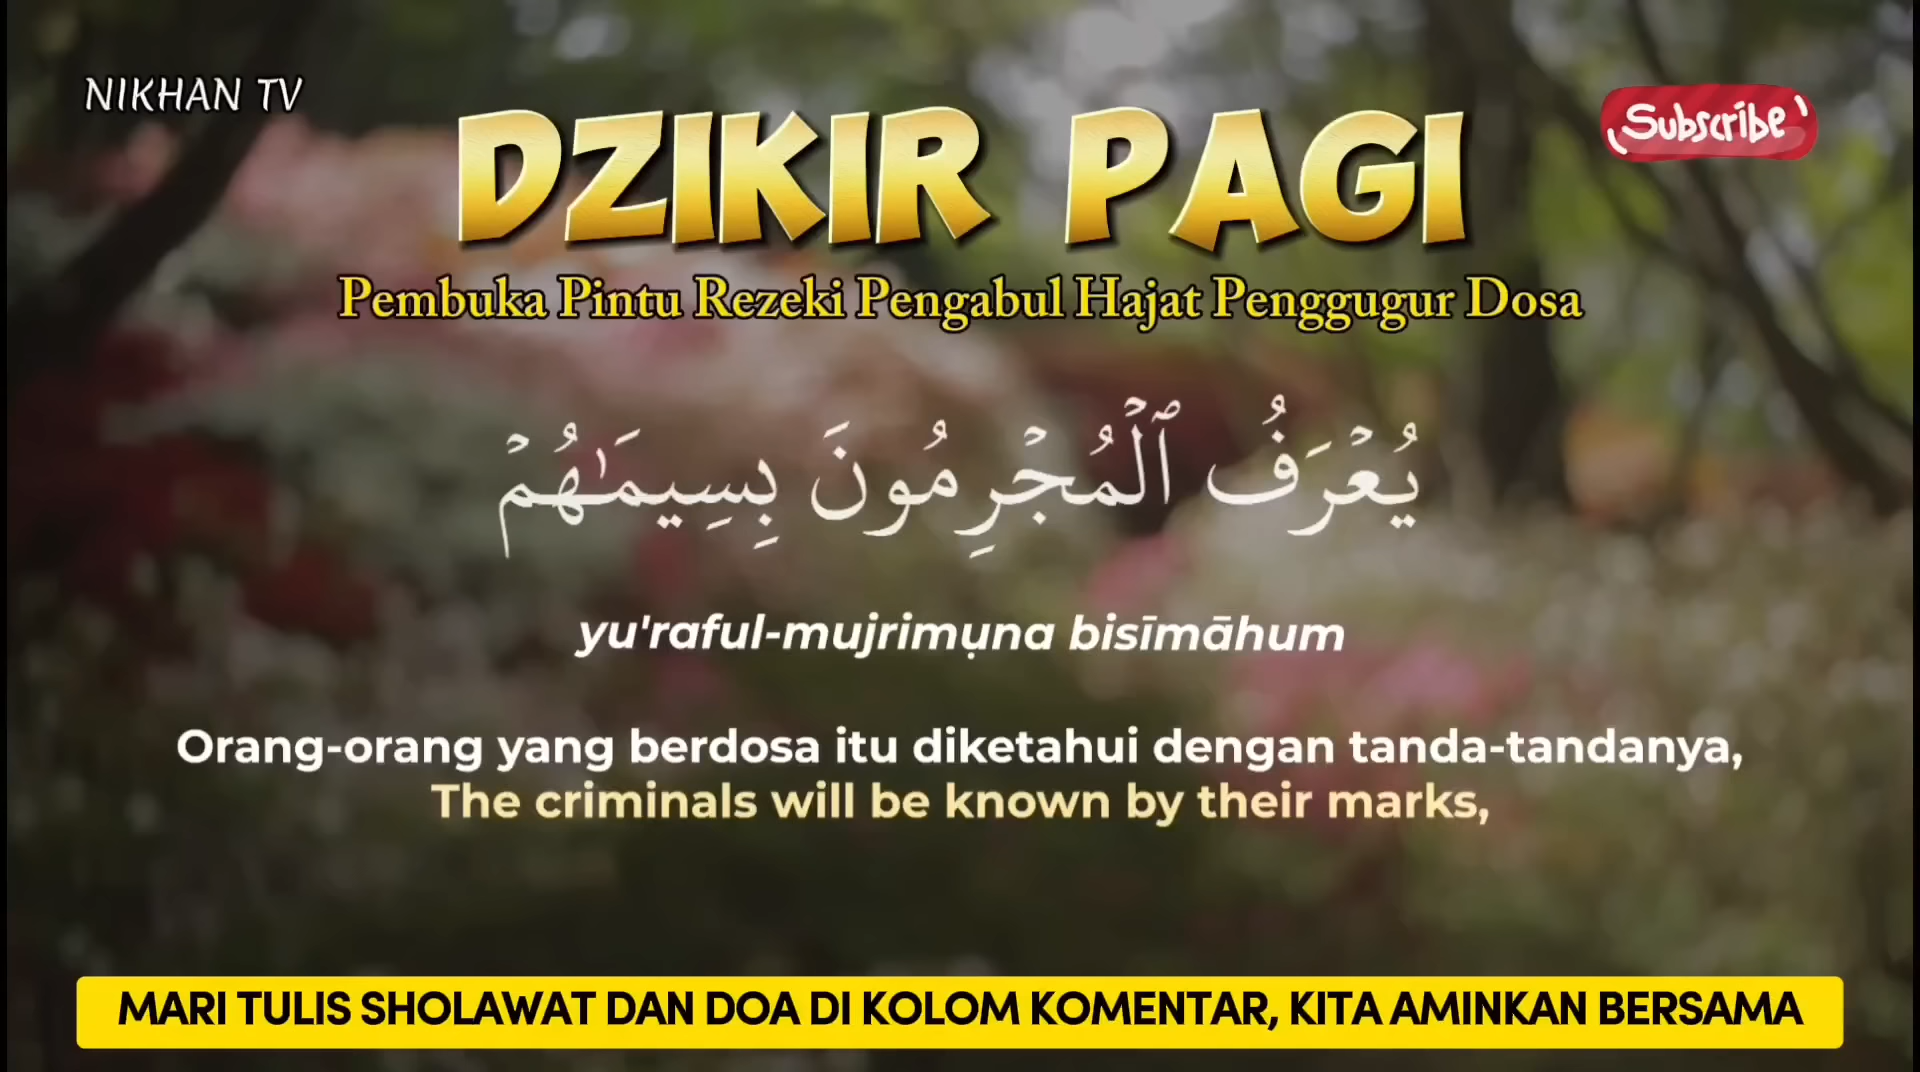 NIKHAN TV
Subscribe
DZIKIR PAGI
Pembuka Pintu Rezeki Pengabul Hajat Penggugur Dosa
يُعْرَفُ ٱلْمُجْرِمُونَ بِسِيمَـٰهُمْ
yu'raful-mujrimụna bisīmāhum
Orang-orang yang berdosa itu diketahui dengan tanda-tandanya,
The criminals will be known by their marks,
MARI TULIS SHOLAWAT DAN DOA DI KOLOM KOMENTAR, KITA AMINKAN BERSAMA